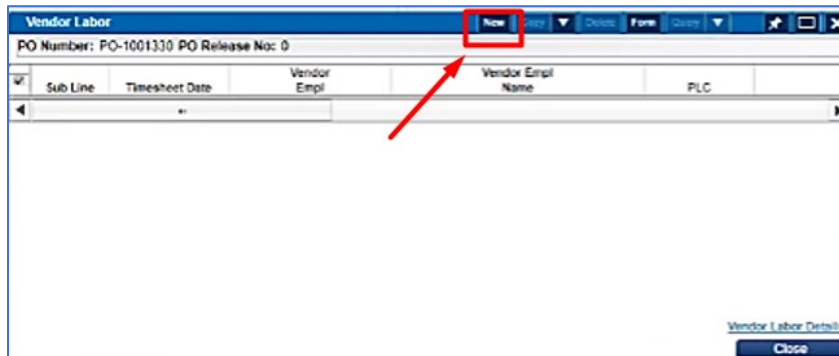 Vendor Labor New Copy Delete Form Query
PO Number: PO-1001330 PO Release No: 0
Sub Line Timesheet Date Vendor Empl Vendor Empl Name PLC
Vendor Labor Details
Close